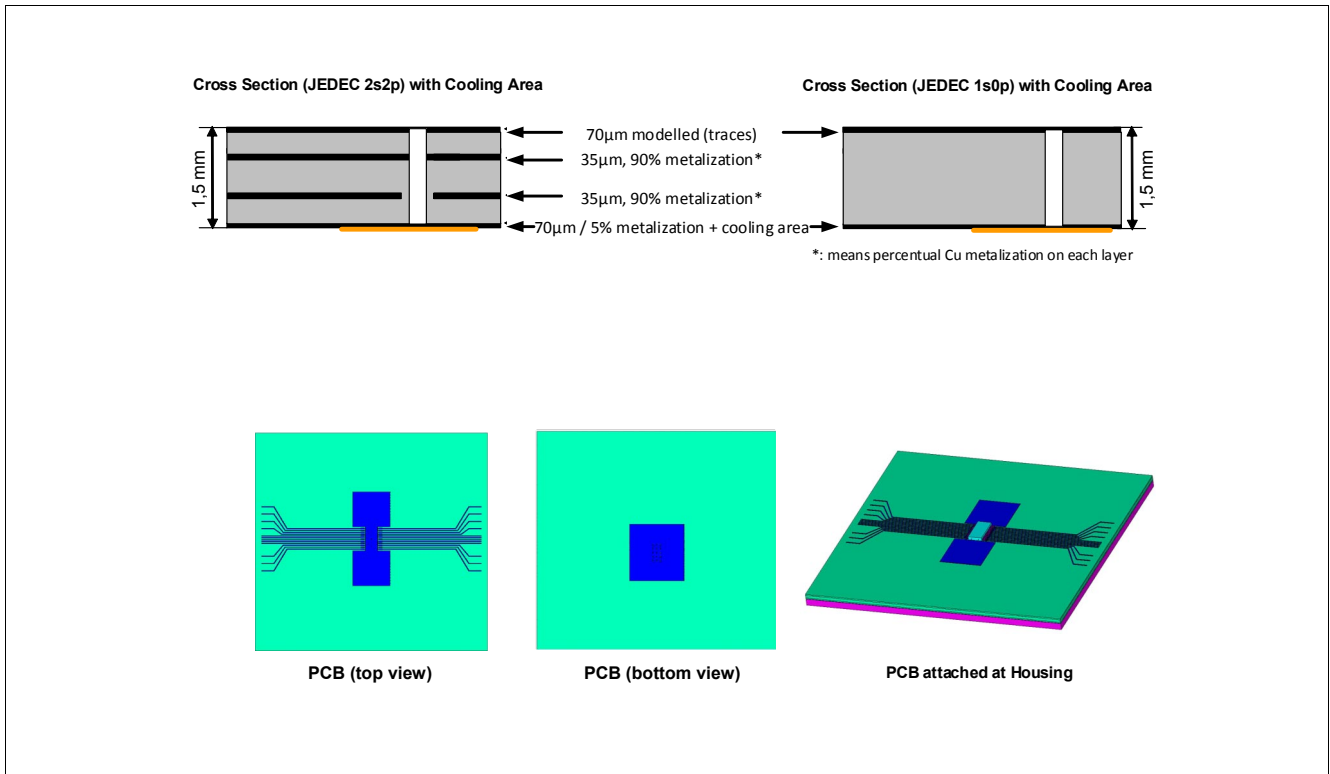 Cross Section (JEDEC 2s2p) with Cooling Area
Cross Section (JEDEC 1s0p) with Cooling Area
1,5 mm
70µm modelled (traces)
35µm, 90% metalization*
35µm, 90% metalization*
70µm / 5% metalization + cooling area
1,5 mm
*: means percentual Cu metalization on each layer
PCB (top view)
PCB (bottom view)
PCB attached at Housing